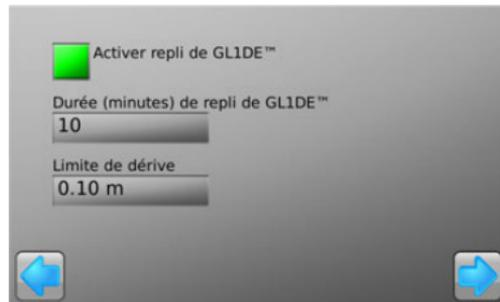 Activer repli de GL1DE™
Durée (minutes) de repli de GL1DE™
10
Limite de dérive
0.10 m